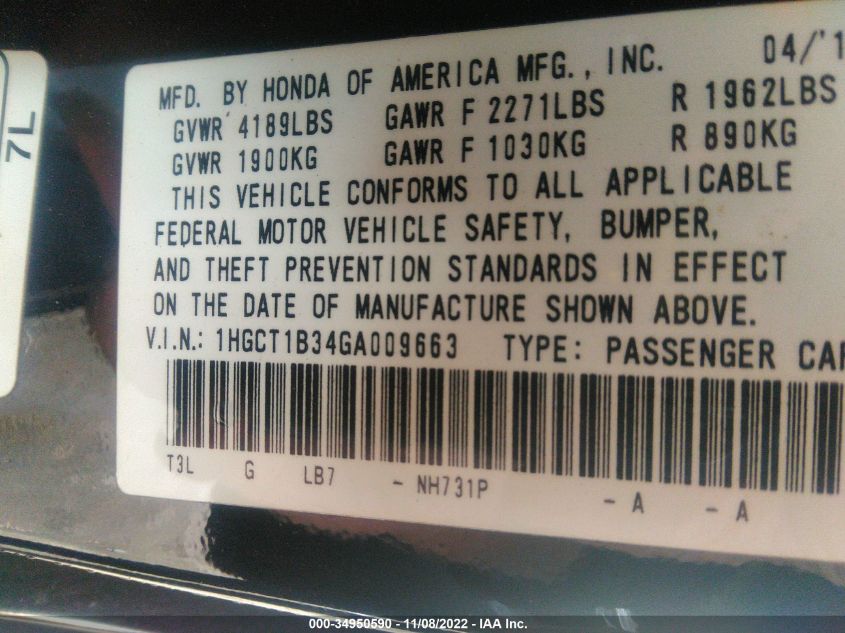 7L
MFD. BY HONDA OF AMERICA MFG., INC. 04/'1
GVWR 4189LBS GAWR F 2271LBS R 1962LBS
GVWR 1900KG GAWR F 1030KG R 890KG
THIS VEHICLE CONFORMS TO ALL APPLICABLE
FEDERAL MOTOR VEHICLE SAFETY, BUMPER,
AND THEFT PREVENTION STANDARDS IN EFFECT
ON THE DATE OF MANUFACTURE SHOWN ABOVE.
V.I.N.: 1HGCT1B34GA009663 TYPE: PASSENGER CAR
T3L G LB7 - NH731P - A - A
000-34950590 - 11/08/2022 - IAA Inc.